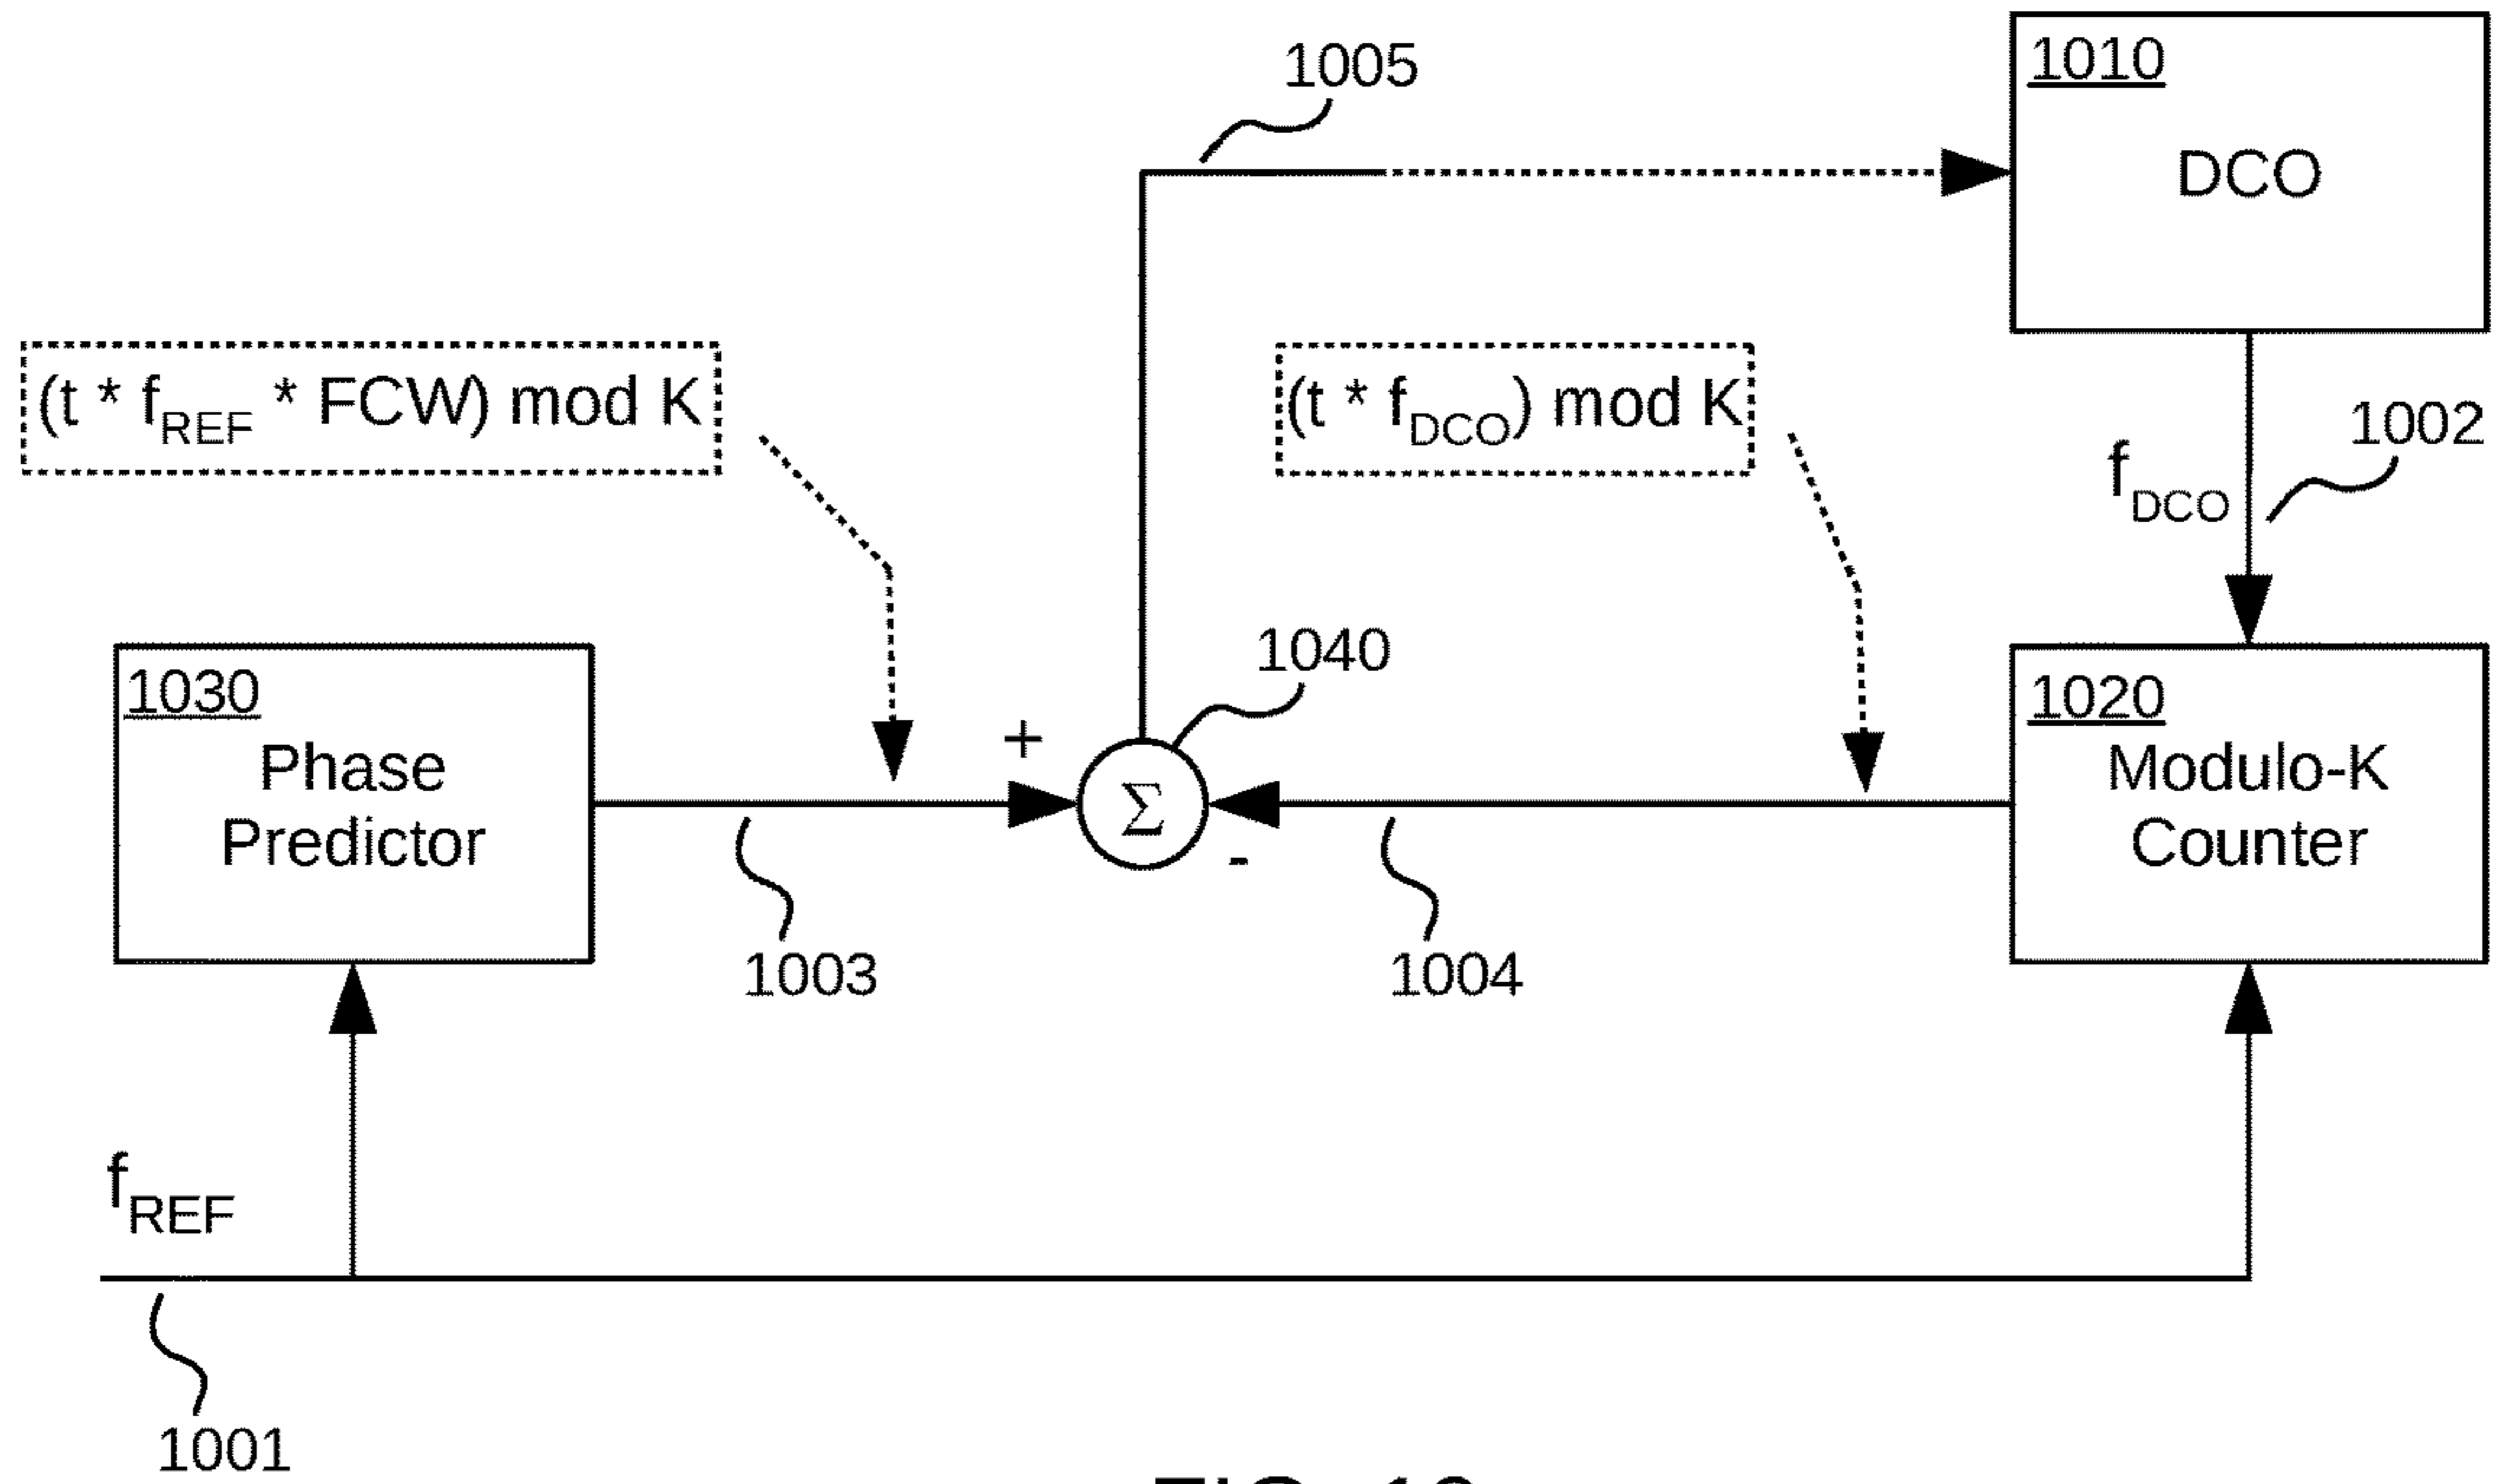 1005
1010
DCO
(t * fREF * FCW) mod K
(t * fDCO) mod K
1002
fDCO
1040
1030
Phase
Predictor
+
Σ
-
1020
Modulo-K
Counter
1003
1004
fREF
1001